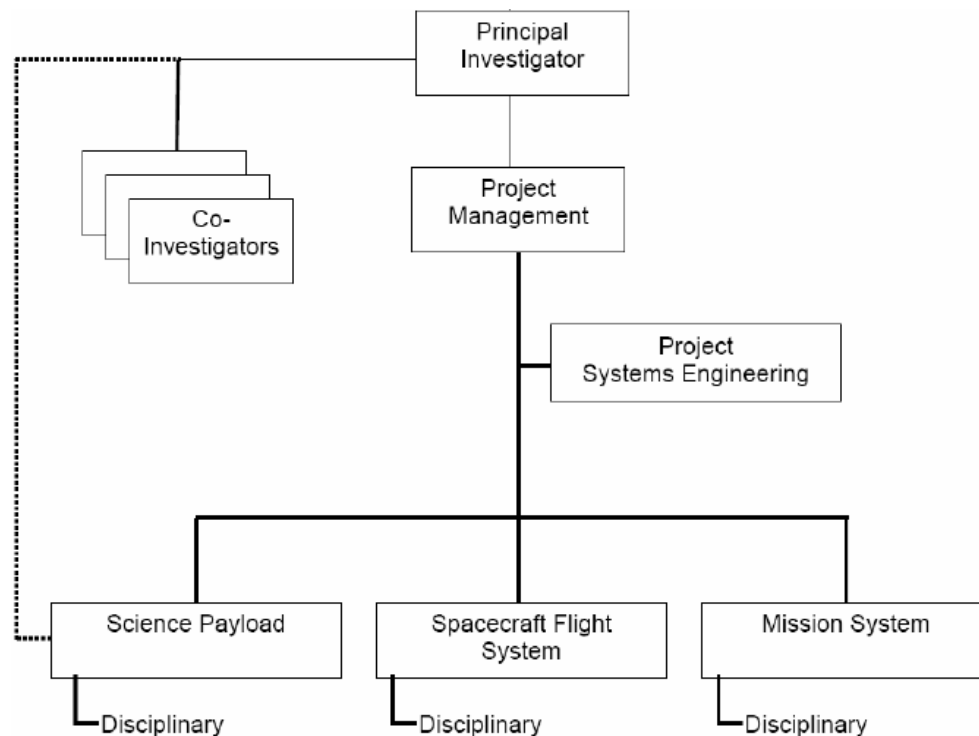 Principal
Investigator
Project
Management
Co-
Investigators
Project
Systems Engineering
Science Payload
Spacecraft Flight
System
Mission System
Disciplinary
Disciplinary
Disciplinary